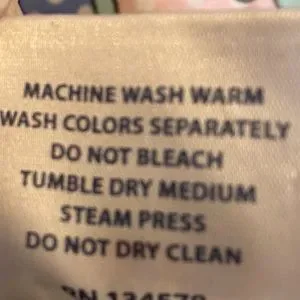 MACHINE WASH WARM
WASH COLORS SEPARATELY
DO NOT BLEACH
TUMBLE DRY MEDIUM
STEAM PRESS
DO NOT DRY CLEAN